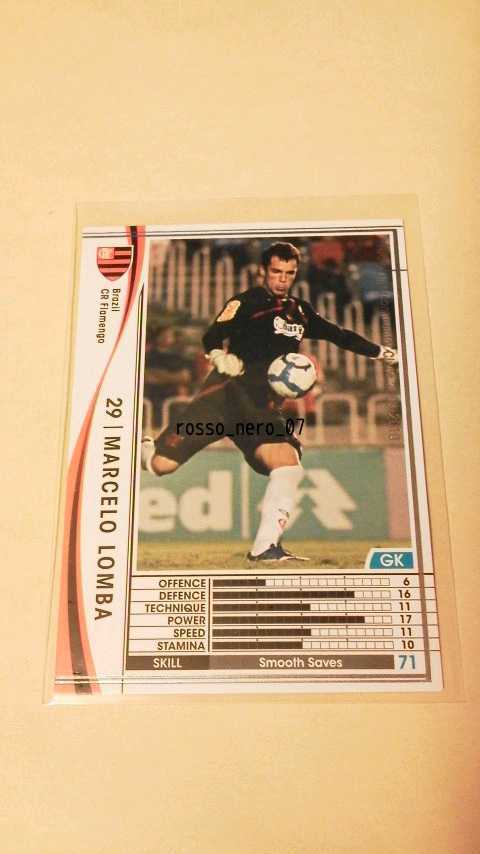 Brazil
CR Flamengo
29 | MARCELO LOMBA
rosso_nero_07
ed
GK
OFFENCE 6
DEFENCE 16
TECHNIQUE 11
POWER 17
SPEED 11
STAMINA 10
SKILL Smooth Saves 71